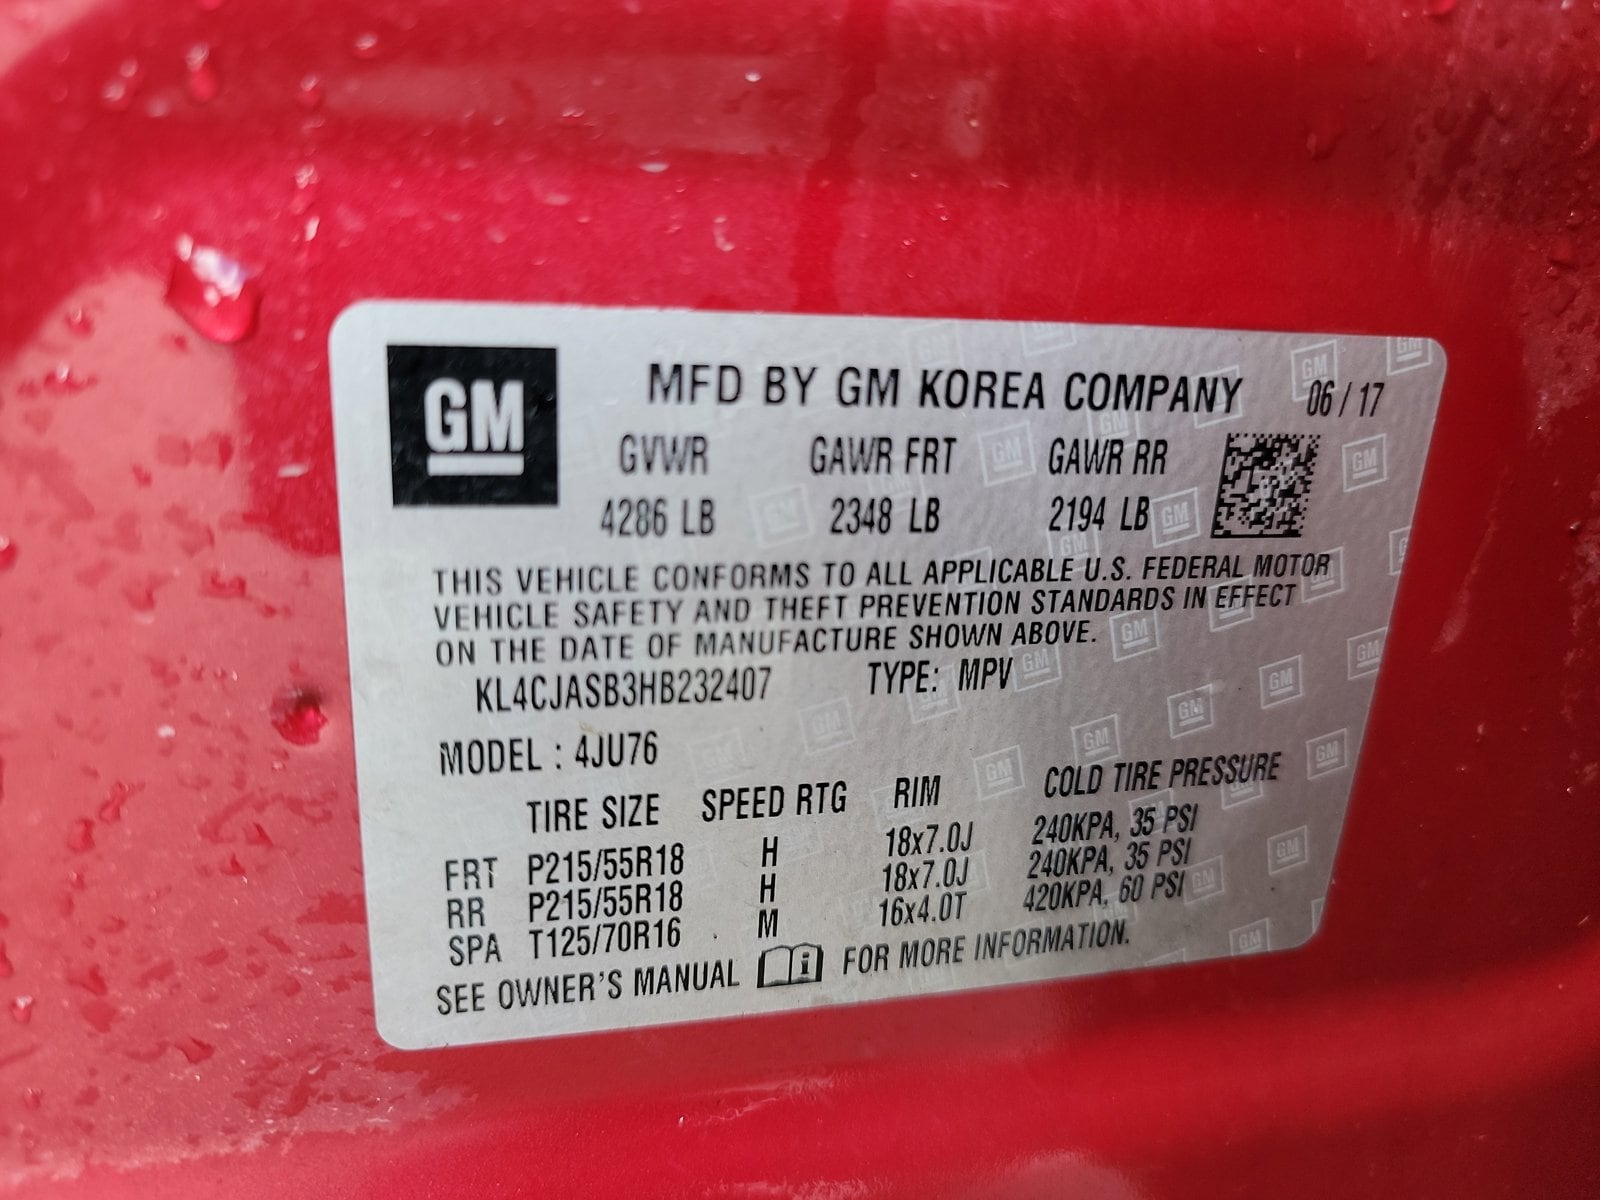 GM
MFD BY GM KOREA COMPANY 06/17
GVWR GAWR FRT GAWR RR
4286 LB 2348 LB 2194 LB
THIS VEHICLE CONFORMS TO ALL APPLICABLE U.S. FEDERAL MOTOR
VEHICLE SAFETY AND THEFT PREVENTION STANDARDS IN EFFECT
ON THE DATE OF MANUFACTURE SHOWN ABOVE.
KL4CJASB3HB232407 TYPE: MPV
MODEL : 4JU76
TIRE SIZE SPEED RTG RIM COLD TIRE PRESSURE
FRT P215/55R18 H 18x7.0J 240KPA, 35 PSI
RR P215/55R18 H 18x7.0J 240KPA, 35 PSI
SPA T125/70R16 M 16x4.0T 420KPA, 60 PSI
SEE OWNER'S MANUAL i FOR MORE INFORMATION.